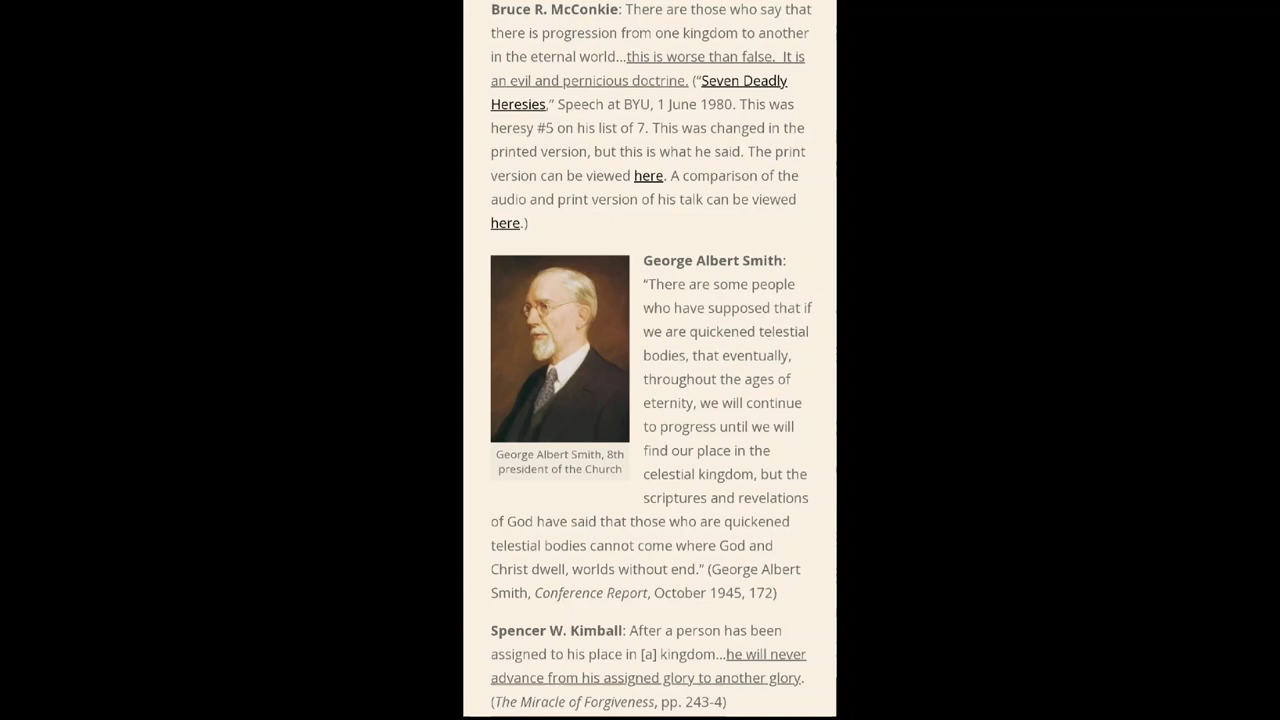 Bruce R. McConkie: There are those who say that
there is progression from one kingdom to another
in the eternal world...this is worse than false.  It is
an evil and pernicious doctrine. (“Seven Deadly
Heresies,” Speech at BYU, 1 June 1980. This was
heresy #5 on his list of 7. This was changed in the
printed version, but this is what he said. The print
version can be viewed here. A comparison of the
audio and print version of his talk can be viewed
here.)
George Albert Smith, 8th
president of the Church
George Albert Smith:
“There are some people
who have supposed that if
we are quickened telestial
bodies, that eventually,
throughout the ages of
eternity, we will continue
to progress until we will
find our place in the
celestial kingdom, but the
scriptures and revelations
of God have said that those who are quickened
telestial bodies cannot come where God and
Christ dwell, worlds without end.” (George Albert
Smith, Conference Report, October 1945, 172)
Spencer W. Kimball: After a person has been
assigned to his place in [a] kingdom...he will never
advance from his assigned glory to another glory.
(The Miracle of Forgiveness, pp. 243-4)